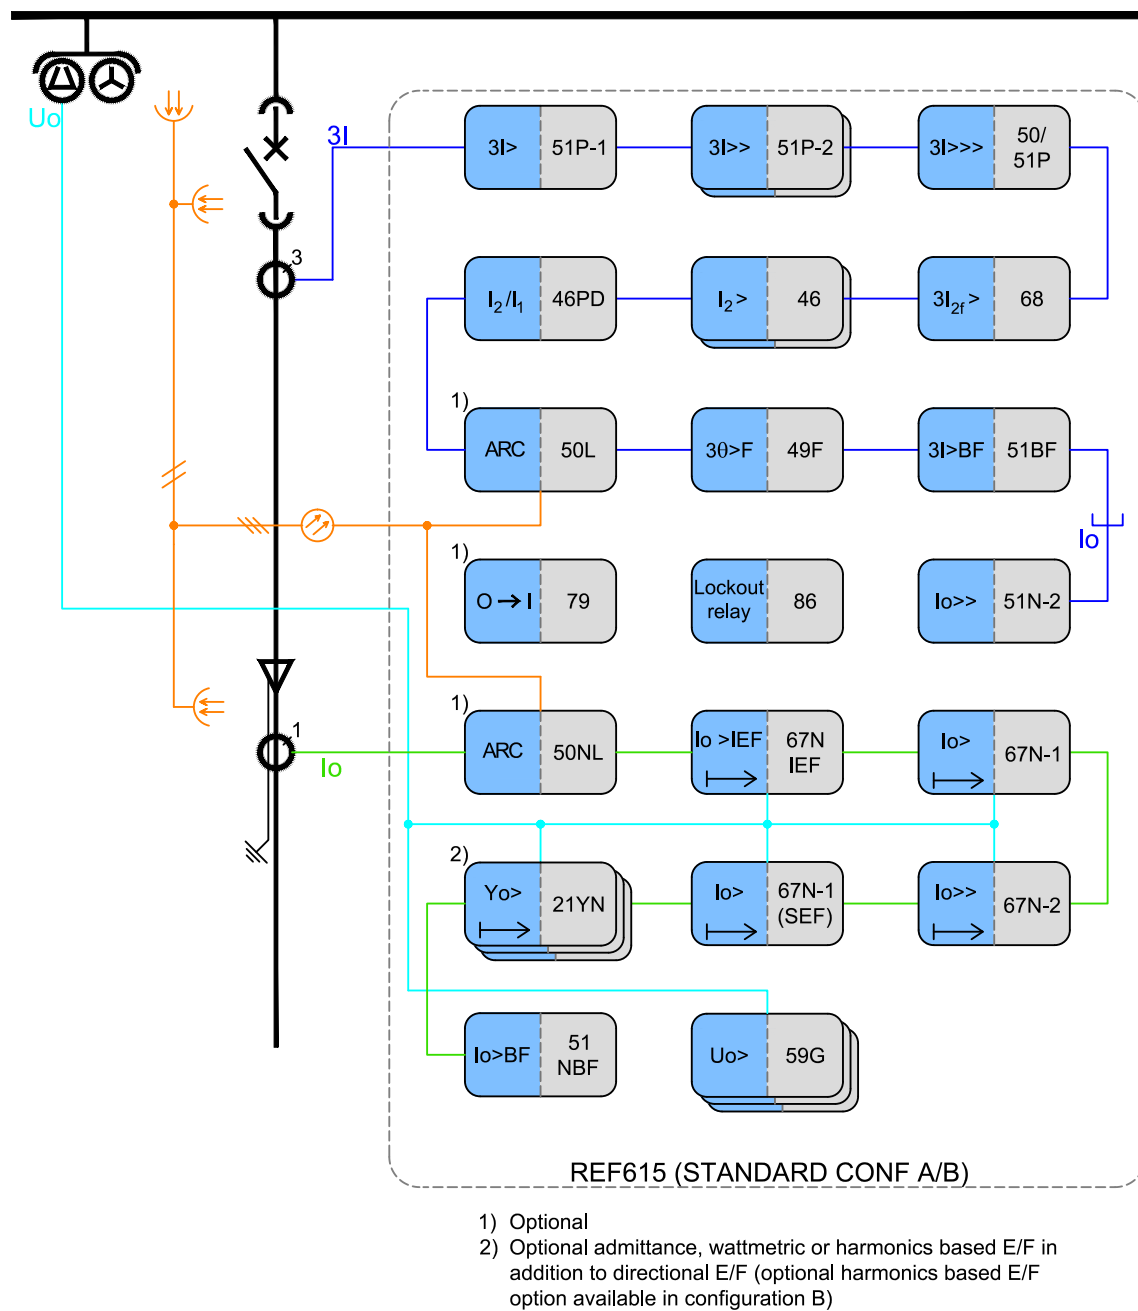 Uo
3I
3I> 51P-1
3I>> 51P-2
3I>>> 50/
51P
3
I2/I1 46PD
I2> 46
3I2f> 68
1)
ARC 50L
3θ>F 49F
3I>BF 51BF
Io
1)
O→I 79
Lockout
relay 86
Io>> 51N-2
1)
1
Io
ARC 50NL
Io >IEF 67N
IEF
Io> 67N-1
2)
Yo> 21YN
Io> 67N-1
(SEF)
Io>> 67N-2
Io>BF 51
NBF
Uo> 59G
REF615 (STANDARD CONF A/B)
1) Optional
2) Optional admittance, wattmetric or harmonics based E/F in
addition to directional E/F (optional harmonics based E/F
option available in configuration B)